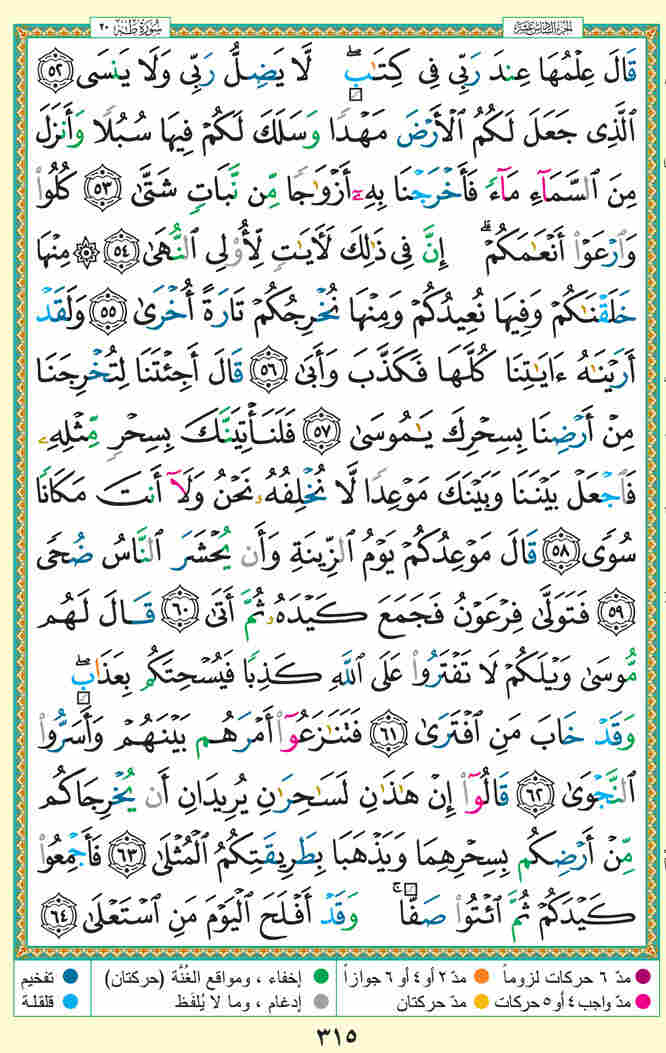 الجزء السادس عشر
سُورَةُ طه ٢٠
قَالَ عِلْمُهَا عِندَ رَبِّى فِى كِتَٰبٍۖ لَّا يَضِلُّ رَبِّى وَلَا يَنسَى ٥٢
ٱلَّذِى جَعَلَ لَكُمُ ٱلْأَرْضَ مَهْدًا وَسَلَكَ لَكُمْ فِيهَا سُبُلًا وَأَنزَلَ
مِنَ ٱلسَّمَآءِ مَآءً فَأَخْرَجْنَا بِهِۦٓ أَزْوَٰجًا مِّن نَّبَاتٍ شَتَّىٰ ٥٣ كُلُوا۟
وَٱرْعَوْا۟ أَنْعَٰمَكُمْۗ إِنَّ فِى ذَٰلِكَ لَءَايَٰتٍ لِّأُو۟لِى ٱلنُّهَىٰ ٥٤ ۞ مِنْهَا
خَلَقْنَٰكُمْ وَفِيهَا نُعِيدُكُمْ وَمِنْهَا نُخْرِجُكُمْ تَارَةً أُخْرَىٰ ٥٥ وَلَقَدْ
أَرَيْنَٰهُ ءَايَٰتِنَا كُلَّهَا فَكَذَّبَ وَأَبَىٰ ٥٦ قَالَ أَجِئْتَنَا لِتُخْرِجَنَا
مِنْ أَرْضِنَا بِسِحْرِكَ يَٰمُوسَىٰ ٥٧ فَلَنَأْتِيَنَّكَ بِسِحْرٍ مِّثْلِهِۦ
فَٱجْعَلْ بَيْنَنَا وَبَيْنَكَ مَوْعِدًا لَّا نُخْلِفُهُۥ نَحْنُ وَلَآ أَنتَ مَكَانًا
سُوًى ٥٨ قَالَ مَوْعِدُكُمْ يَوْمُ ٱلزِّينَةِ وَأَن يُحْشَرَ ٱلنَّاسُ ضُحًى
٥٩ فَتَوَلَّىٰ فِرْعَوْنُ فَجَمَعَ كَيْدَهُۥ ثُمَّ أَتَىٰ ٦٠ قَالَ لَهُم
مُّوسَىٰ وَيْلَكُمْ لَا تَفْتَرُوا۟ عَلَى ٱللَّهِ كَذِبًا فَيُسْحِتَكُم بِعَذَابٍۖ
وَقَدْ خَابَ مَنِ ٱفْتَرَىٰ ٦١ فَتَنَٰزَعُوٓا۟ أَمْرَهُم بَيْنَهُمْ وَأَسَرُّوا۟
ٱلنَّجْوَىٰ ٦٢ قَالُوٓا۟ إِنْ هَٰذَٰنِ لَسَٰحِرَٰنِ يُرِيدَانِ أَن يُخْرِجَاكُم
مِّنْ أَرْضِكُم بِسِحْرِهِمَا وَيَذْهَبَا بِطَرِيقَتِكُمُ ٱلْمُثْلَىٰ ٦٣ فَأَجْمِعُوا۟
كَيْدَكُمْ ثُمَّ ٱئْتُوا۟ صَفًّاۚ وَقَدْ أَفْلَحَ ٱلْيَوْمَ مَنِ ٱسْتَعْلَىٰ ٦٤
مدّ ٦ حركات لزوماً مدّ ٢ أو ٤ أو ٦ جوازاً إخفاء ، ومواقع الغُنَّة (حركتان) تفخيم
مدّ واجب ٤ أو ٥ حركات مدّ حركتان إدغام ، وما لا يُلفَظ قلقلة
٣١٥